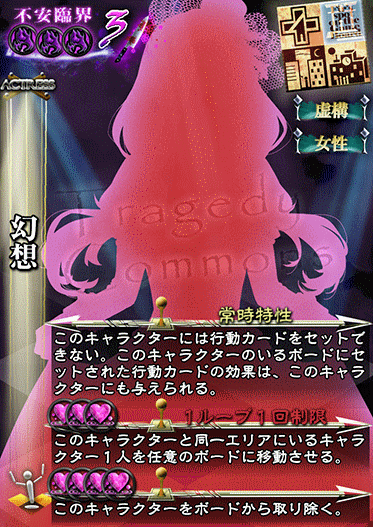 不安臨界
3
ACTRESS
虚構
女性
幻想
Tragedy
Commons
常時特性
このキャラクターには行動カードをセットで
きない。このキャラクターのいるボードにセ
ットされた行動カードの効果は、このキャラ
クターにも与えられる。
1ループ1回制限
このキャラクターと同一エリアにいるキャラ
クター1人を任意のボードに移動させる。
このキャラクターをボードから取り除く。